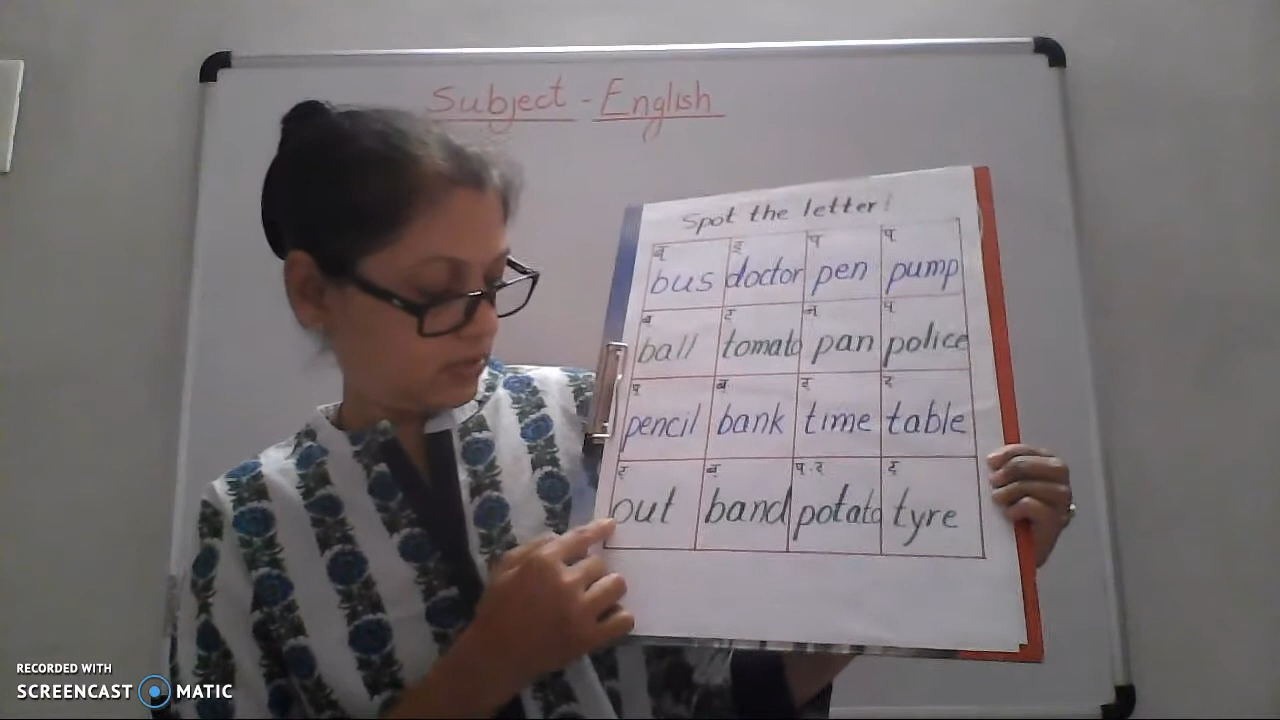 Subject - English
Spot the letter!
ब् ड् प् प्
bus doctor pen pump
ब् ट् न् प्
ball tomato pan police
प् ब् ट् ट्
pencil bank time table
ट् ब् प् ट् ट्
out band potato tyre
RECORDED WITH
SCREENCAST MATIC